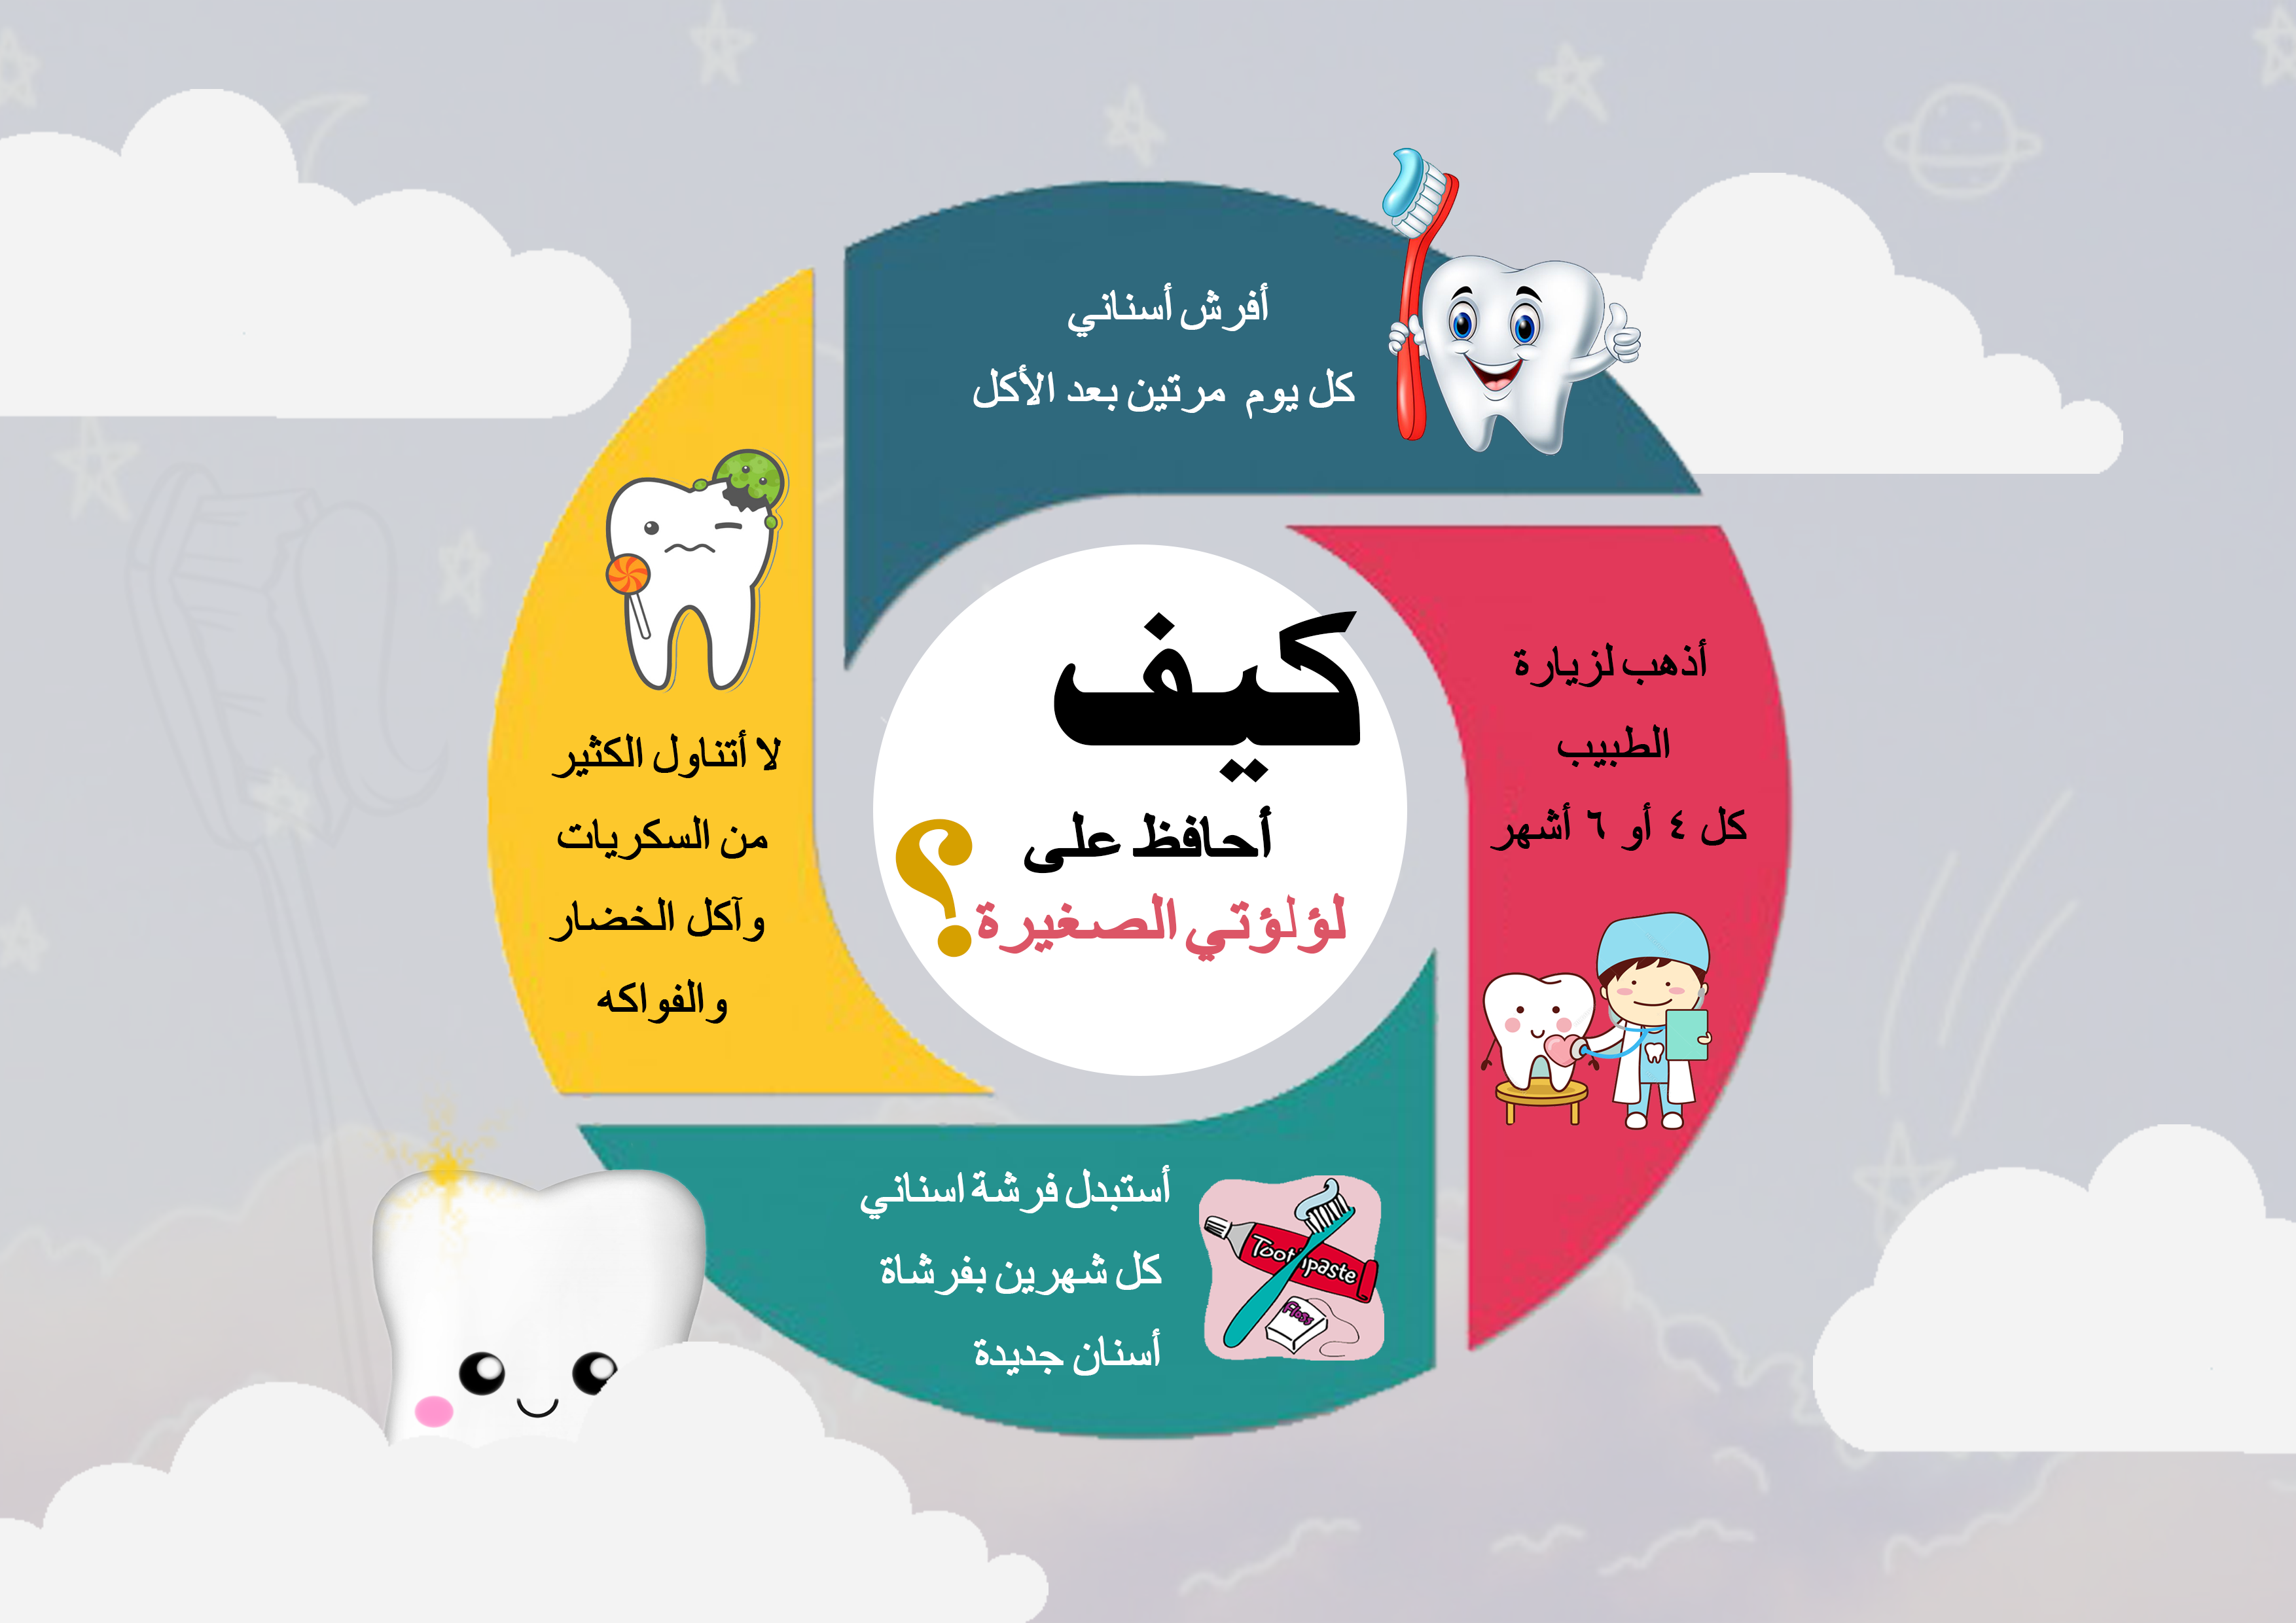 كيف
أحافظ على
لؤلؤتي الصغيرة؟
أفرش أسناني
كل يوم مرتين بعد الأكل
أذهب لزيارة
الطبيب
كل ٤ أو ٦ أشهر
أستبدل فرشة اسناني
كل شهرين بفرشاة
أسنان جديدة
Toothpaste
Floss
لا أتناول الكثير
من السكريات
وآكل الخضار
والفواكه